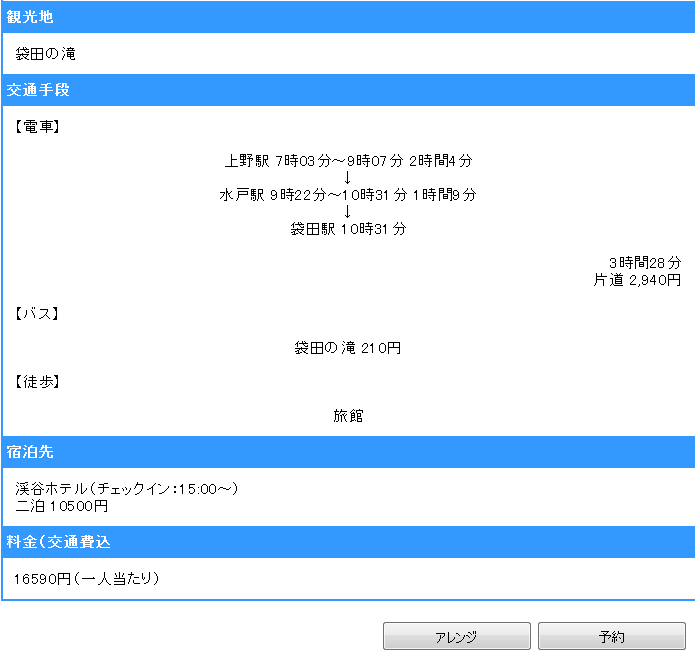 観光地
袋田の滝
交通手段
【電車】
上野駅 7時03分～9時07分 2時間4分
↓
水戸駅 9時22分～10時31分 1時間9分
↓
袋田駅 10時31分
3時間28分
片道 2,940円
【バス】
袋田の滝 210円
【徒歩】
旅館
宿泊先
渓谷ホテル(チェックイン:15:00～)
二泊 10500円
料金(交通費込
16590円(一人当たり)
アレンジ
予約